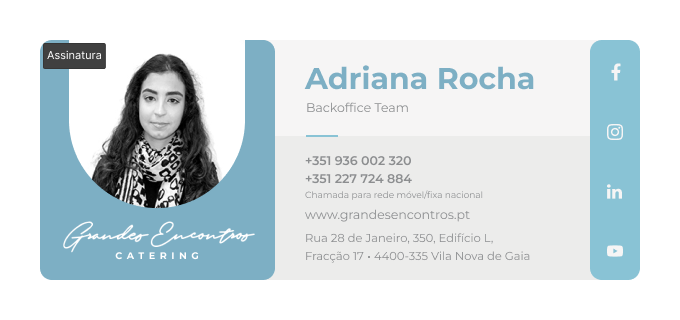 Assinatura
Grandes Encontros
CATERING
Adriana Rocha
Backoffice Team
+351 936 002 320
+351 227 724 884
Chamada para rede móvel/fixa nacional
www.grandesencontros.pt
Rua 28 de Janeiro, 350, Edifício L,
Fracção 17 • 4400-335 Vila Nova de Gaia